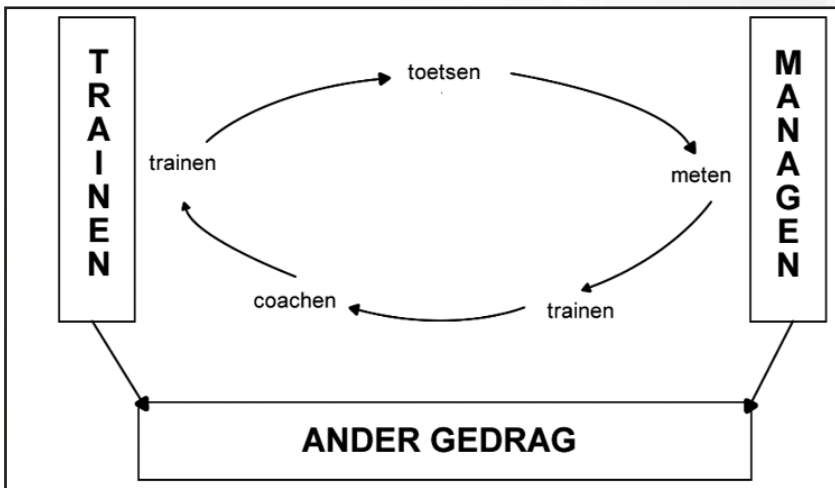 TRAINEN
toetsen
MANAGEN
trainen
meten
coachen
trainen
ANDER GEDRAG